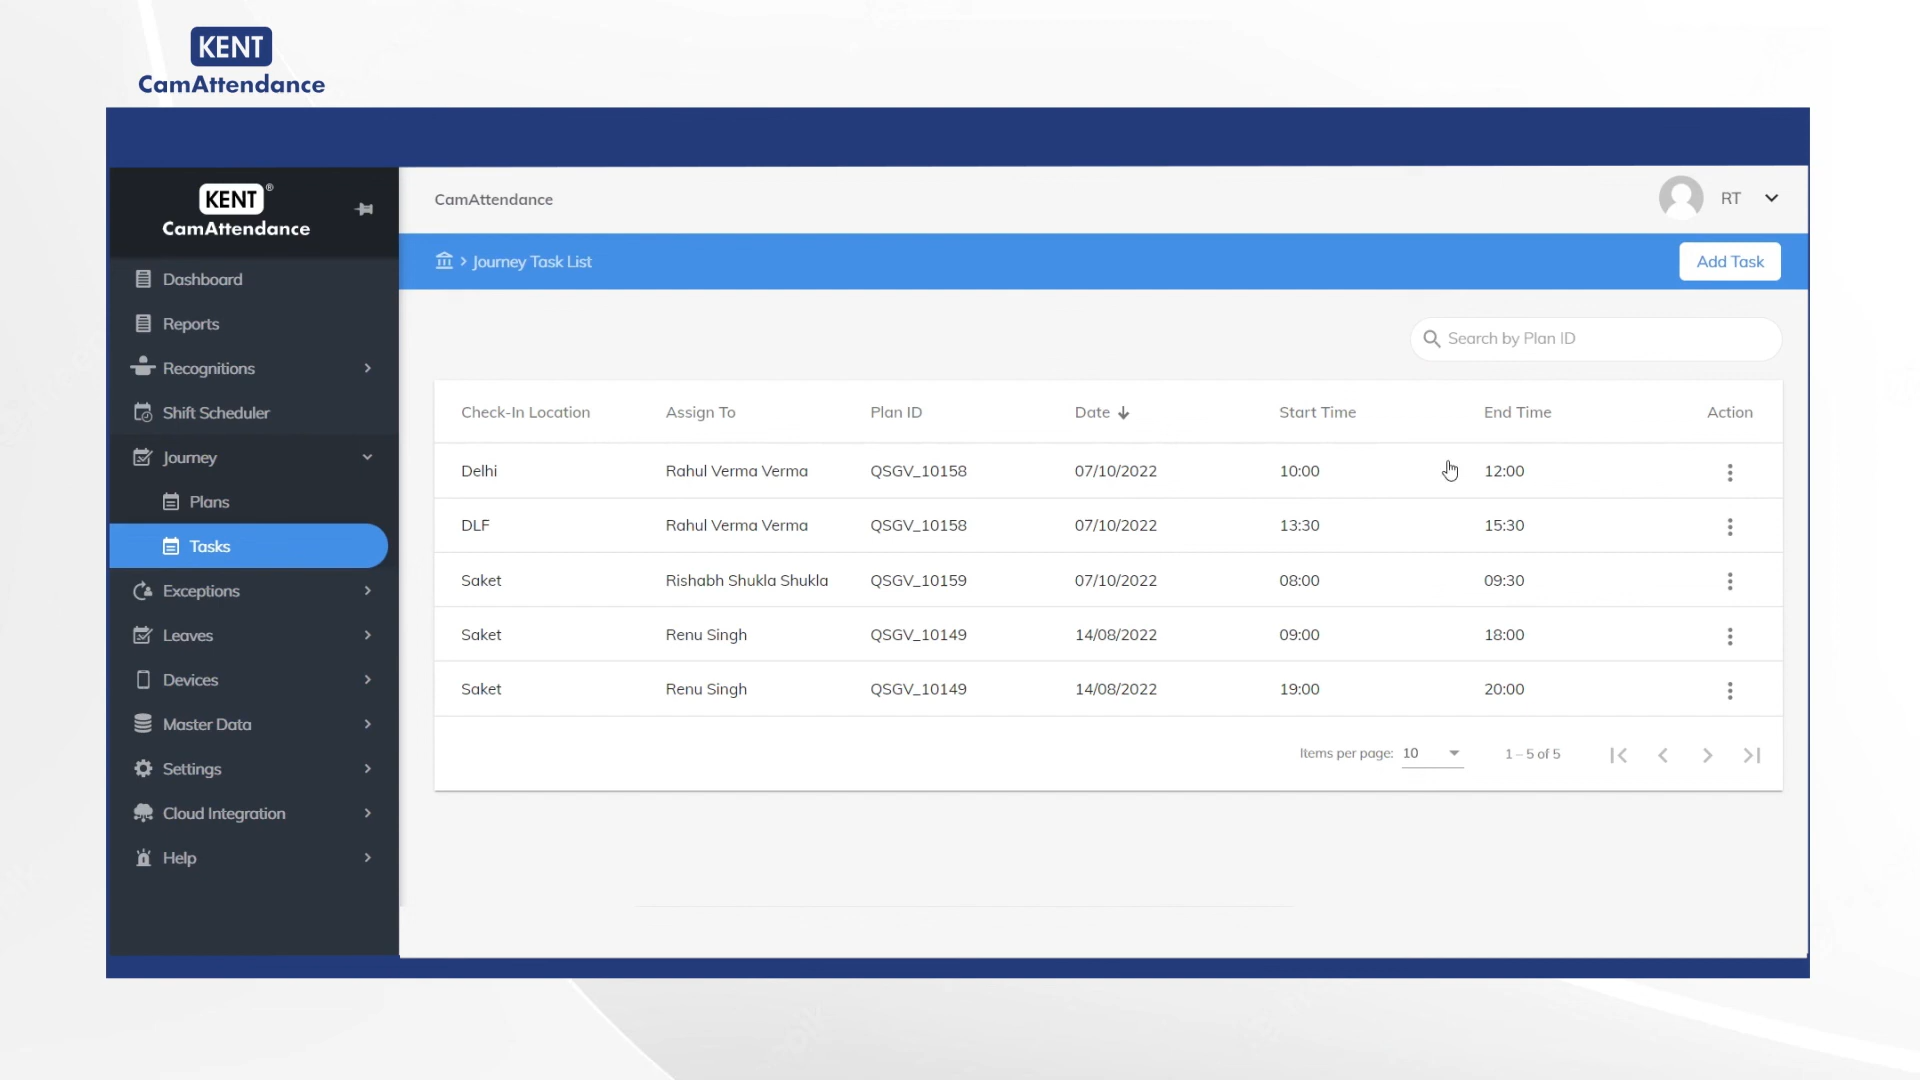 KENT
CamAttendance
KENT®
CamAttendance
CamAttendance
RT
> Journey Task List
Add Task
Dashboard
Reports
Recognitions
Shift Scheduler
Journey
Plans
Tasks
Exceptions
Leaves
Devices
Master Data
Settings
Cloud Integration
Help
Search by Plan ID
Check-In Location Assign To Plan ID Date Start Time End Time Action
Delhi Rahul Verma Verma QSGV_10158 07/10/2022 10:00 12:00
DLF Rahul Verma Verma QSGV_10158 07/10/2022 13:30 15:30
Saket Rishabh Shukla Shukla QSGV_10159 07/10/2022 08:00 09:30
Saket Renu Singh QSGV_10149 14/08/2022 09:00 18:00
Saket Renu Singh QSGV_10149 14/08/2022 19:00 20:00
Items per page: 10 1 – 5 of 5